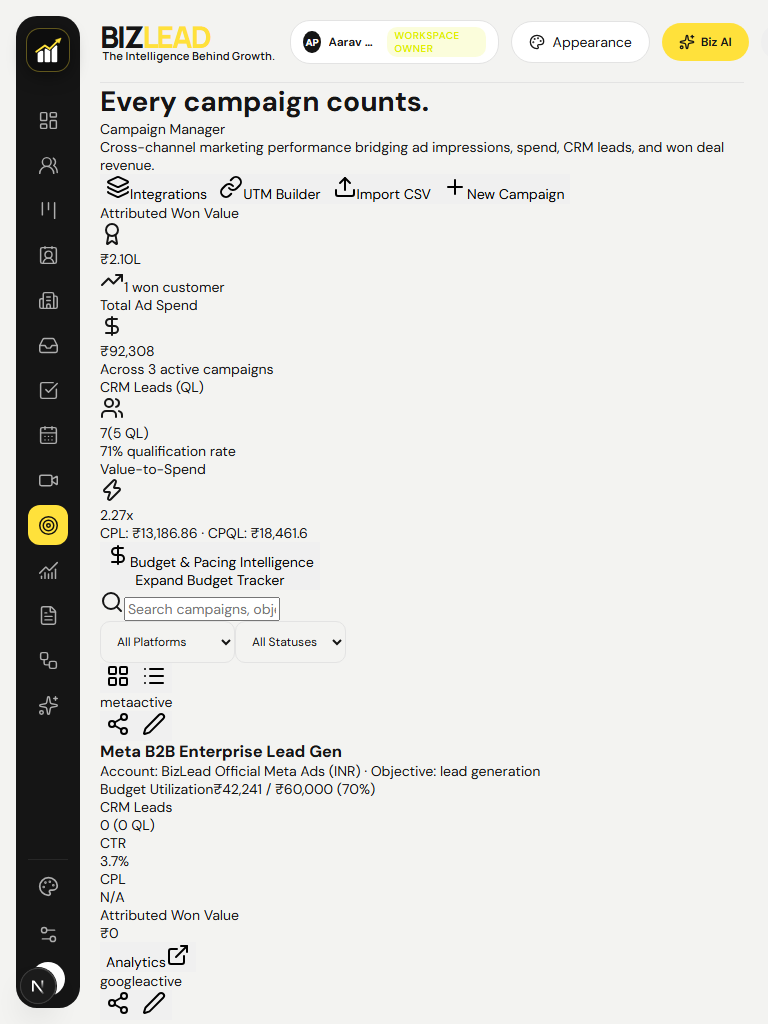 BIZLEAD
The Intelligence Behind Growth.
AP Aarav ... WORKSPACE OWNER
Appearance
Biz AI
Every campaign counts.
Campaign Manager
Cross-channel marketing performance bridging ad impressions, spend, CRM leads, and won deal
revenue.
Integrations UTM Builder Import CSV New Campaign
Attributed Won Value
₹2.10L
1 won customer
Total Ad Spend
₹92,308
Across 3 active campaigns
CRM Leads (QL)
7(5 QL)
71% qualification rate
Value-to-Spend
2.27x
CPL: ₹13,186.86 · CPQL: ₹18,461.6
Budget & Pacing Intelligence
Expand Budget Tracker
Search campaigns, obj
All Platforms All Statuses
metaactive
Meta B2B Enterprise Lead Gen
Account: BizLead Official Meta Ads (INR) · Objective: lead generation
Budget Utilization₹42,241 / ₹60,000 (70%)
CRM Leads
0 (0 QL)
CTR
3.7%
CPL
N/A
Attributed Won Value
₹0
Analytics
googleactive
N